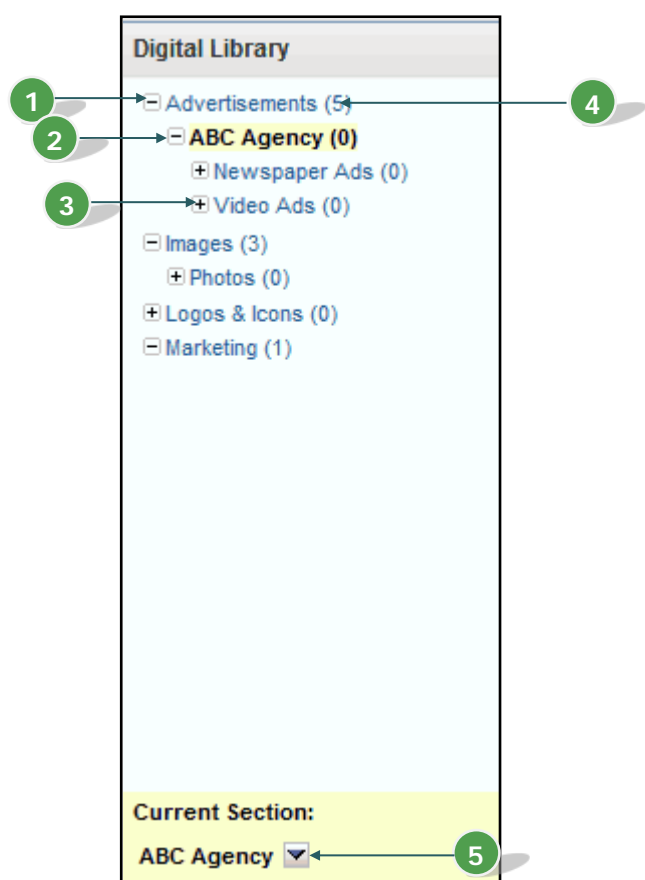 Digital Library
1 Advertisements (5) 4
2 ABC Agency (0)
Newspaper Ads (0)
3 Video Ads (0)
Images (3)
Photos (0)
Logos & Icons (0)
Marketing (1)
Current Section:
ABC Agency 5